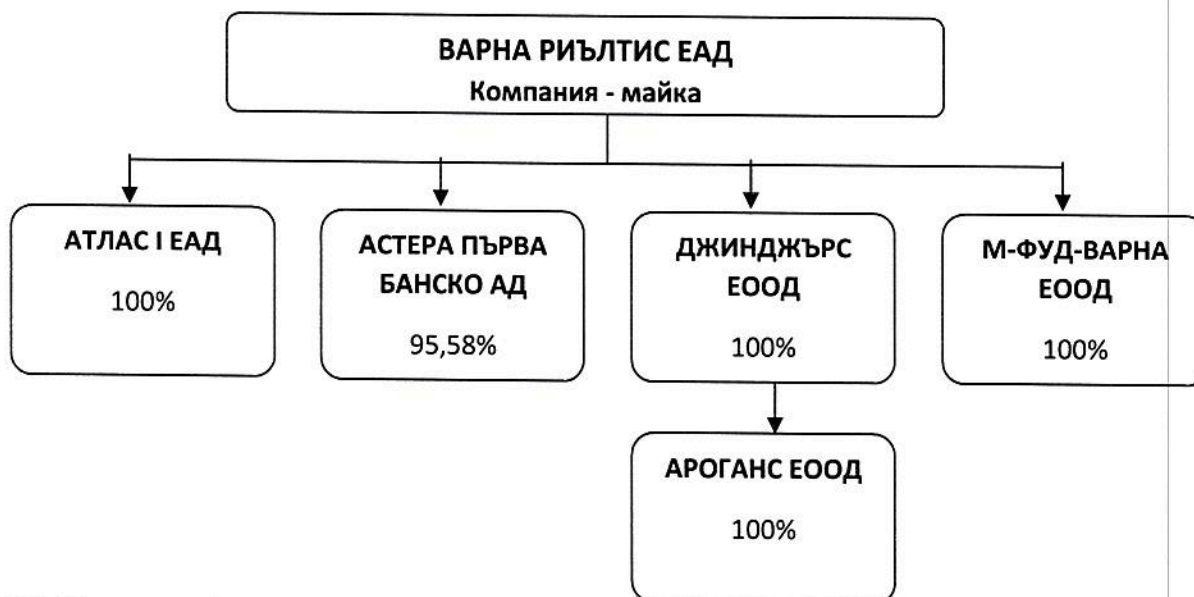 ВАРНА РИЪЛТИС ЕАД
Компания - майка
АТЛАС I ЕАД
100%
АСТЕРА ПЪРВА
БАНСКО АД
95,58%
ДЖИНДЖЪРС
ЕООД
100%
М-ФУД-ВАРНА
ЕООД
100%
АРОГАНС ЕООД
100%